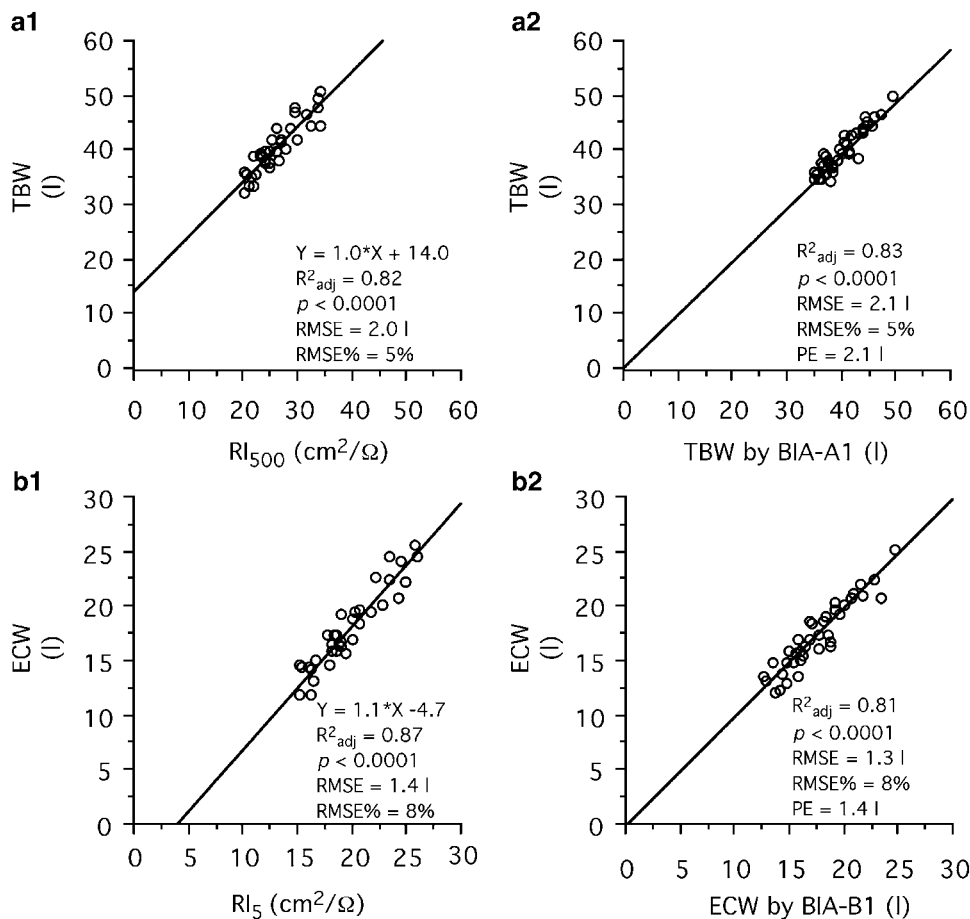 a1
60
50
40
30
20
10
0
TBW
(l)
Y = 1.0*X + 14.0
R²adj = 0.82
p < 0.0001
RMSE = 2.0 l
RMSE% = 5%
0 10 20 30 40 50 60
RI500 (cm²/Ω)
a2
60
50
40
30
20
10
0
TBW
(l)
R²adj = 0.83
p < 0.0001
RMSE = 2.1 l
RMSE% = 5%
PE = 2.1 l
0 10 20 30 40 50 60
TBW by BIA-A1 (l)
b1
30
25
20
15
10
5
0
ECW
(l)
Y = 1.1*X -4.7
R²adj = 0.87
p < 0.0001
RMSE = 1.4 l
RMSE% = 8%
0 5 10 15 20 25 30
RI5 (cm²/Ω)
b2
30
25
20
15
10
5
0
ECW
(l)
R²adj = 0.81
p < 0.0001
RMSE = 1.3 l
RMSE% = 8%
PE = 1.4 l
0 5 10 15 20 25 30
ECW by BIA-B1 (l)